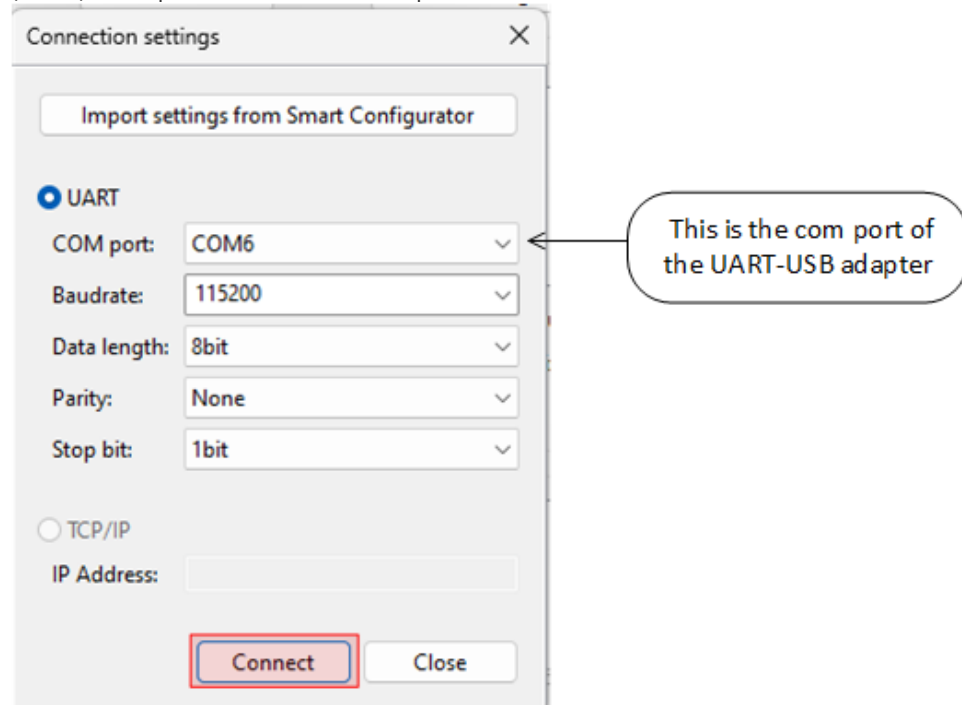 Connection settings
Import settings from Smart Configurator
UART
COM port: COM6
Baudrate: 115200
Data length: 8bit
Parity: None
Stop bit: 1bit
TCP/IP
IP Address:
Connect Close
This is the com port of
the UART-USB adapter